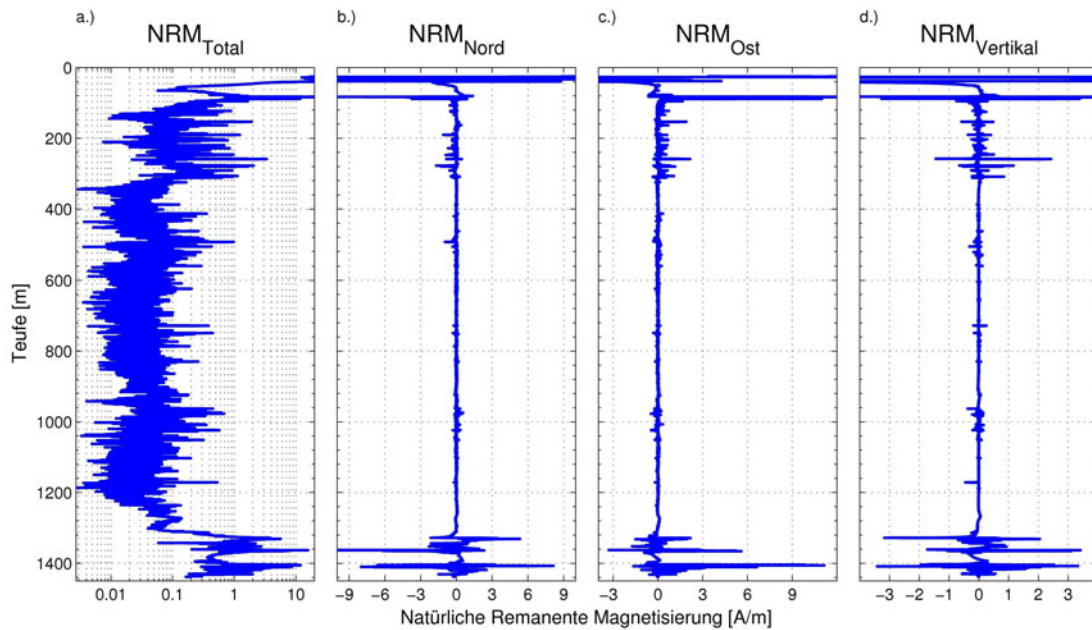 a.) b.) c.) d.)
NRM_Total NRM_Nord NRM_Ost NRM_Vertikal
0
200
400
600
800
1000
1200
1400
Teufe [m]
0.01 0.1 1 10 −9 −6 −3 0 3 6 9 −3 0 3 6 9 −3 −2 −1 0 1 2 3
Natürliche Remanente Magnetisierung [A/m]